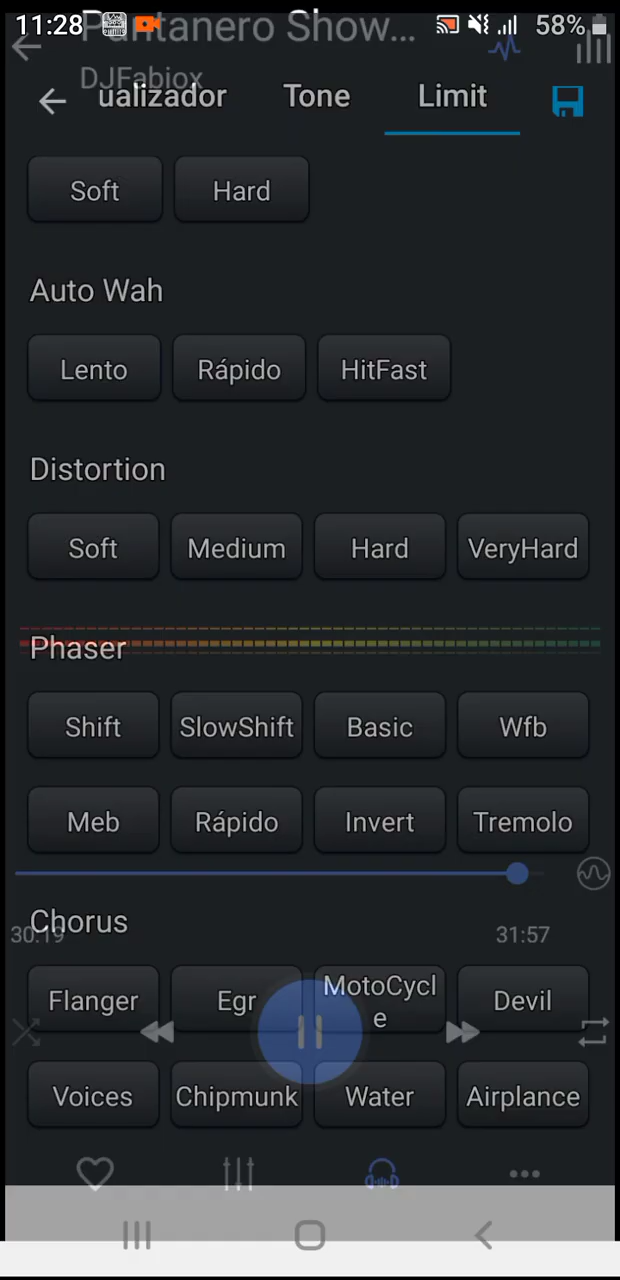 11:28 58%
Pantanero Show...
DJFabiox
ualizador Tone Limit
Soft Hard
Auto Wah
Lento Rápido HitFast
Distortion
Soft Medium Hard VeryHard
Phaser
Shift SlowShift Basic Wfb
Meb Rápido Invert Tremolo
Chorus
30:19 31:57
Flanger Egr MotoCycl
e Devil
Voices Chipmunk Water Airplance